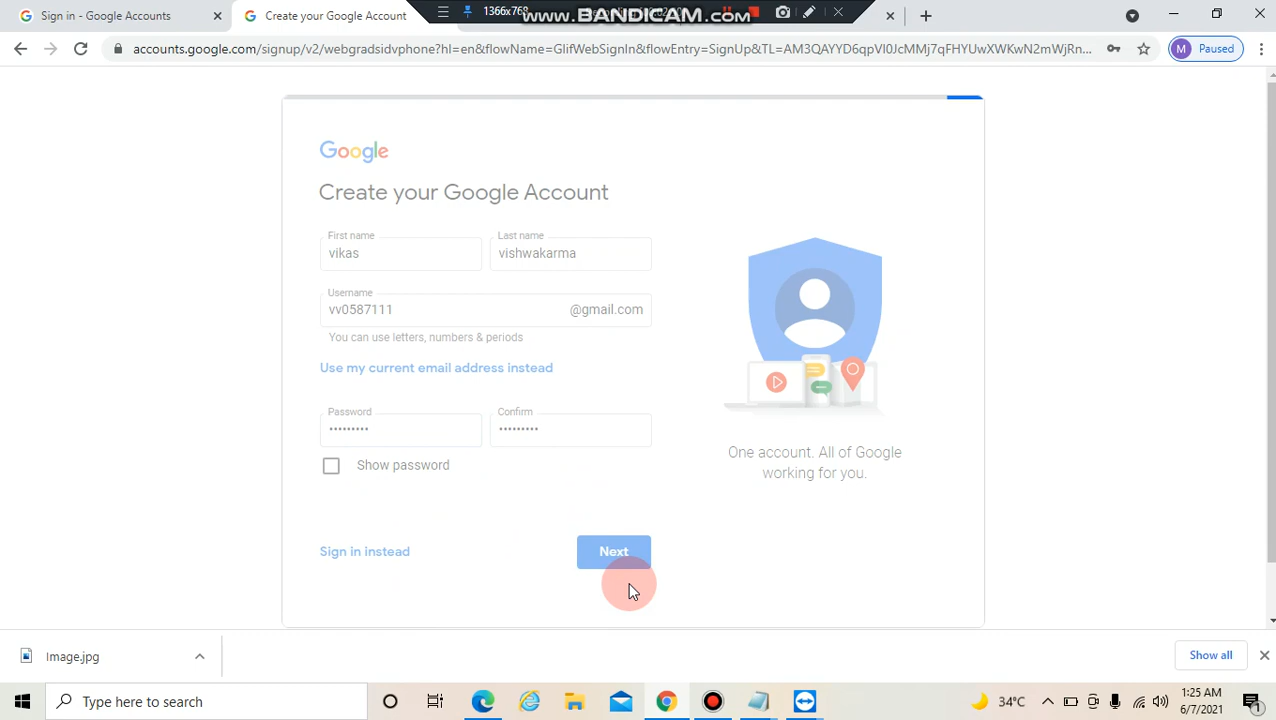 Sign in - Google Accounts
Create your Google Account
1366x768
www.BANDICAM.com
accounts.google.com/signup/v2/webgradsidvphone?hl=en&flowName=GlifWebSignIn&flowEntry=SignUp&TL=AM3QAYYD6qpVI0JcMMj7qFHYUwXWKwN2mWjRn...
M
Paused
Google
Create your Google Account
First name
vikas
Last name
vishwakarma
Username
vv0587111
@gmail.com
You can use letters, numbers & periods
Use my current email address instead
Password
•••••••••
Confirm
•••••••••
Show password
Sign in instead
Next
One account. All of Google
working for you.
Image.jpg
Show all
Type here to search
34°C
1:25 AM
6/7/2021
1